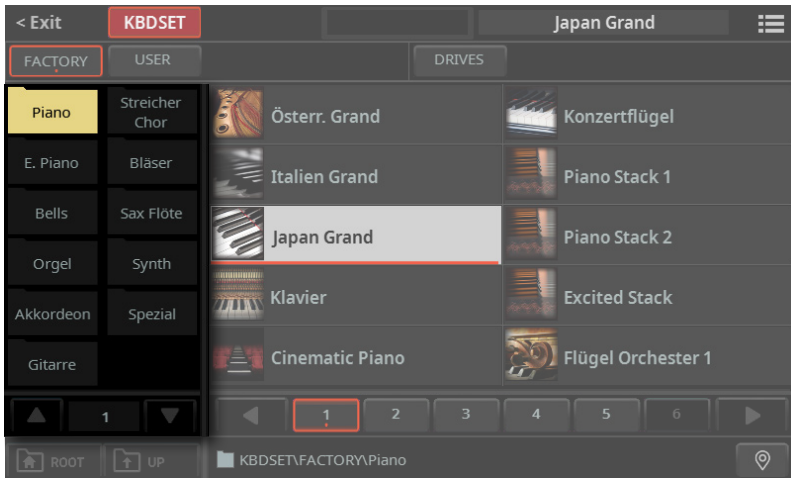 < Exit
KBDSET
Japan Grand
FACTORY
USER
DRIVES
Piano
Streicher
Chor
E. Piano
Bläser
Bells
Sax Flöte
Orgel
Synth
Akkordeon
Spezial
Gitarre
1
Österr. Grand
Konzertflügel
Italien Grand
Piano Stack 1
Japan Grand
Piano Stack 2
Klavier
Excited Stack
Cinematic Piano
Flügel Orchester 1
1
2
3
4
5
6
ROOT
UP
KBDSET\FACTORY\Piano